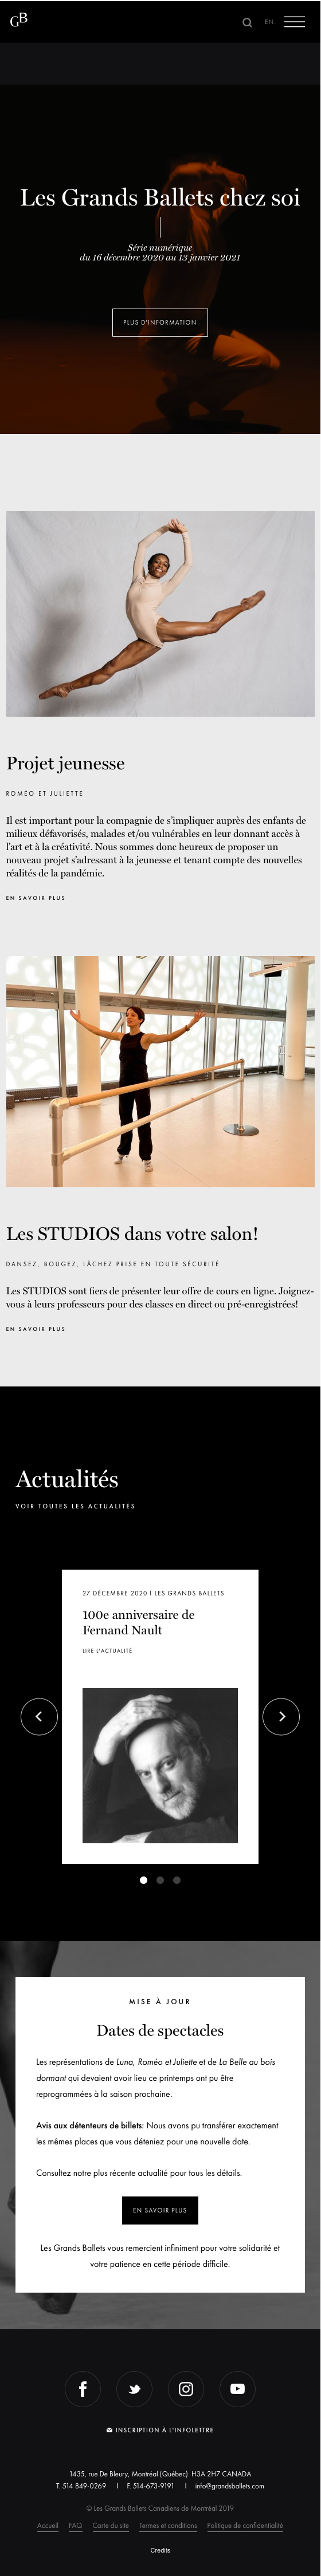 GB
EN.
Les Grands Ballets chez soi
Série numérique
du 16 décembre 2020 au 13 janvier 2021
PLUS D'INFORMATION
Projet jeunesse
ROMÉO ET JULIETTE
Il est important pour la compagnie de s'impliquer auprès des enfants de
milieux défavorisés, malades et/ou vulnérables en leur donnant accès à
l'art et à la créativité. Nous sommes donc heureux de proposer un
nouveau projet s'adressant à la jeunesse et tenant compte des nouvelles
réalités de la pandémie.
EN SAVOIR PLUS
Les STUDIOS dans votre salon!
DANSEZ, BOUGEZ, LÂCHEZ PRISE EN TOUTE SÉCURITÉ
Les STUDIOS sont fiers de présenter leur offre de cours en ligne. Joignez-
vous à leurs professeurs pour des classes en direct ou pré-enregistrées!
EN SAVOIR PLUS
Actualités
VOIR TOUTES LES ACTUALITÉS
27 DÉCEMBRE 2020 I LES GRANDS BALLETS
100e anniversaire de
Fernand Nault
LIRE L'ACTUALITÉ
MISE À JOUR
Dates de spectacles
Les représentations de Luna, Roméo et Juliette et de La Belle au bois
dormant qui devaient avoir lieu ce printemps ont pu être
reprogrammées à la saison prochaine.
Avis aux détenteurs de billets: Nous avons pu transférer exactement
les mêmes places que vous déteniez pour une nouvelle date.
Consultez notre plus récente actualité pour tous les détails.
EN SAVOIR PLUS
Les Grands Ballets vous remercient infiniment pour votre solidarité et
votre patience en cette période difficile.
INSCRIPTION À L'INFOLETTRE
1435, rue De Bleury, Montréal (Québec) H3A 2H7 CANADA
T. 514 849-0269 I F. 514-673-9191 I info@grandsballets.com
© Les Grands Ballets Canadiens de Montréal 2019
Accueil FAQ Carte du site Termes et conditions Politique de confidentialité
Credits